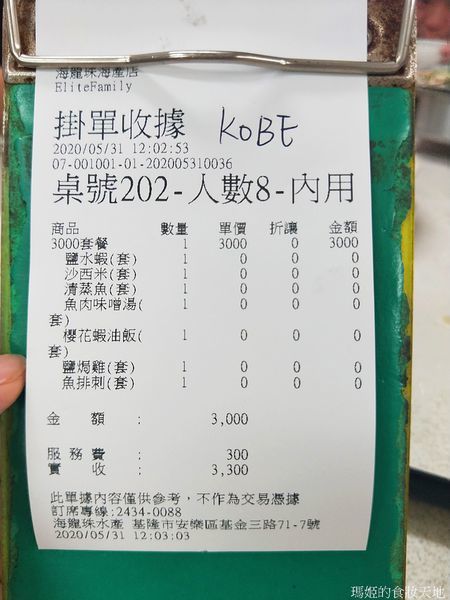 海龍珠海產店
EliteFamily
掛單收據 KOBE
2020/05/31 12:02:53
07-001001-01-202005310036
桌號202-人數8-內用
商品 數量 單價 折讓 金額
3000套餐 1 3000 0 3000
鹽水蝦(套) 1 0 0 0
沙西米(套) 1 0 0 0
清蒸魚(套) 1 0 0 0
魚肉味噌湯( 1 0 0 0
套)
櫻花蝦油飯( 1 0 0 0
套)
鹽焗雞(套) 1 0 0 0
魚排刺(套) 1 0 0 0
金 額 : 3,000
服務費 : 300
實 收 : 3,300
此單據內容僅供參考，不作為交易憑據
訂席專線:2434-0088
海龍珠水產 基隆市安樂區基金三路71-7號
2020/05/31 12:03:03
瑪姬的食妝天地